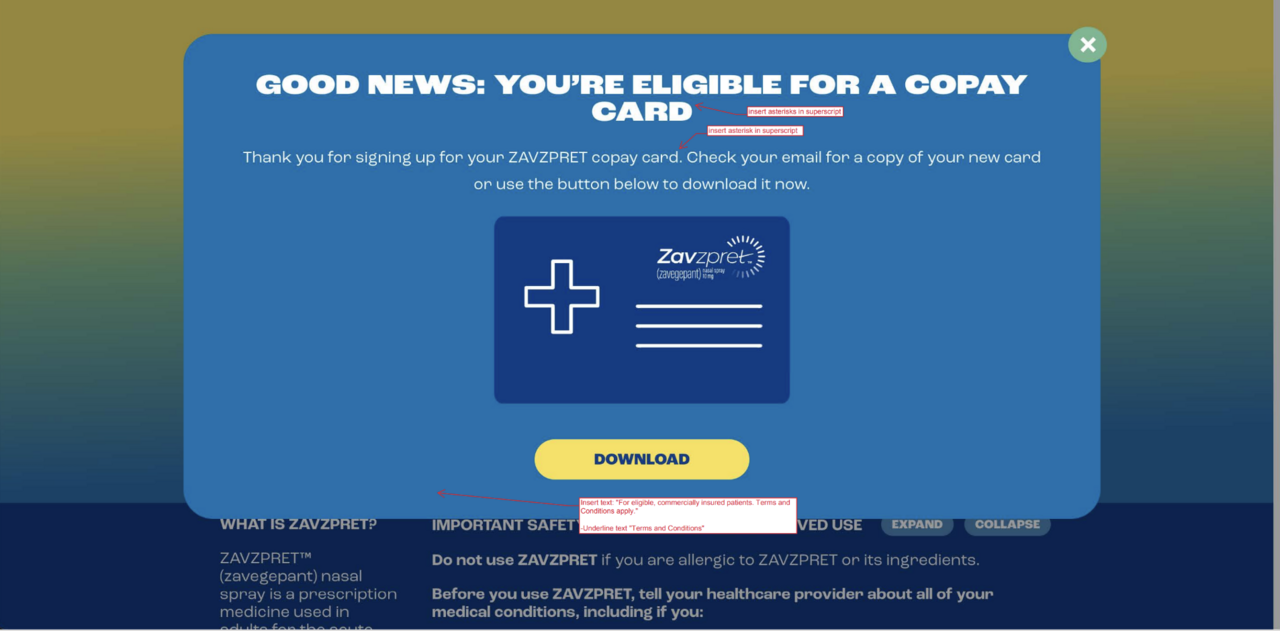 GOOD NEWS: YOU'RE ELIGIBLE FOR A COPAY
CARD
insert asterisks in superscript
insert asterisk in superscript
Thank you for signing up for your ZAVZPRET copay card. Check your email for a copy of your new card
or use the button below to download it now.
Zavzpret™
(zavegepant) nasal spray 10 mg
DOWNLOAD
Insert text: "For eligible, commercially insured patients. Terms and
Conditions apply."
-Underline text "Terms and Conditions"
WHAT IS ZAVZPRET?
ZAVZPRET™
(zavegepant) nasal
spray is a prescription
medicine used in
adults for the acute
IMPORTANT SAFETY VED USE EXPAND COLLAPSE
Do not use ZAVZPRET if you are allergic to ZAVZPRET or its ingredients.
Before you use ZAVZPRET, tell your healthcare provider about all of your
medical conditions, including if you: